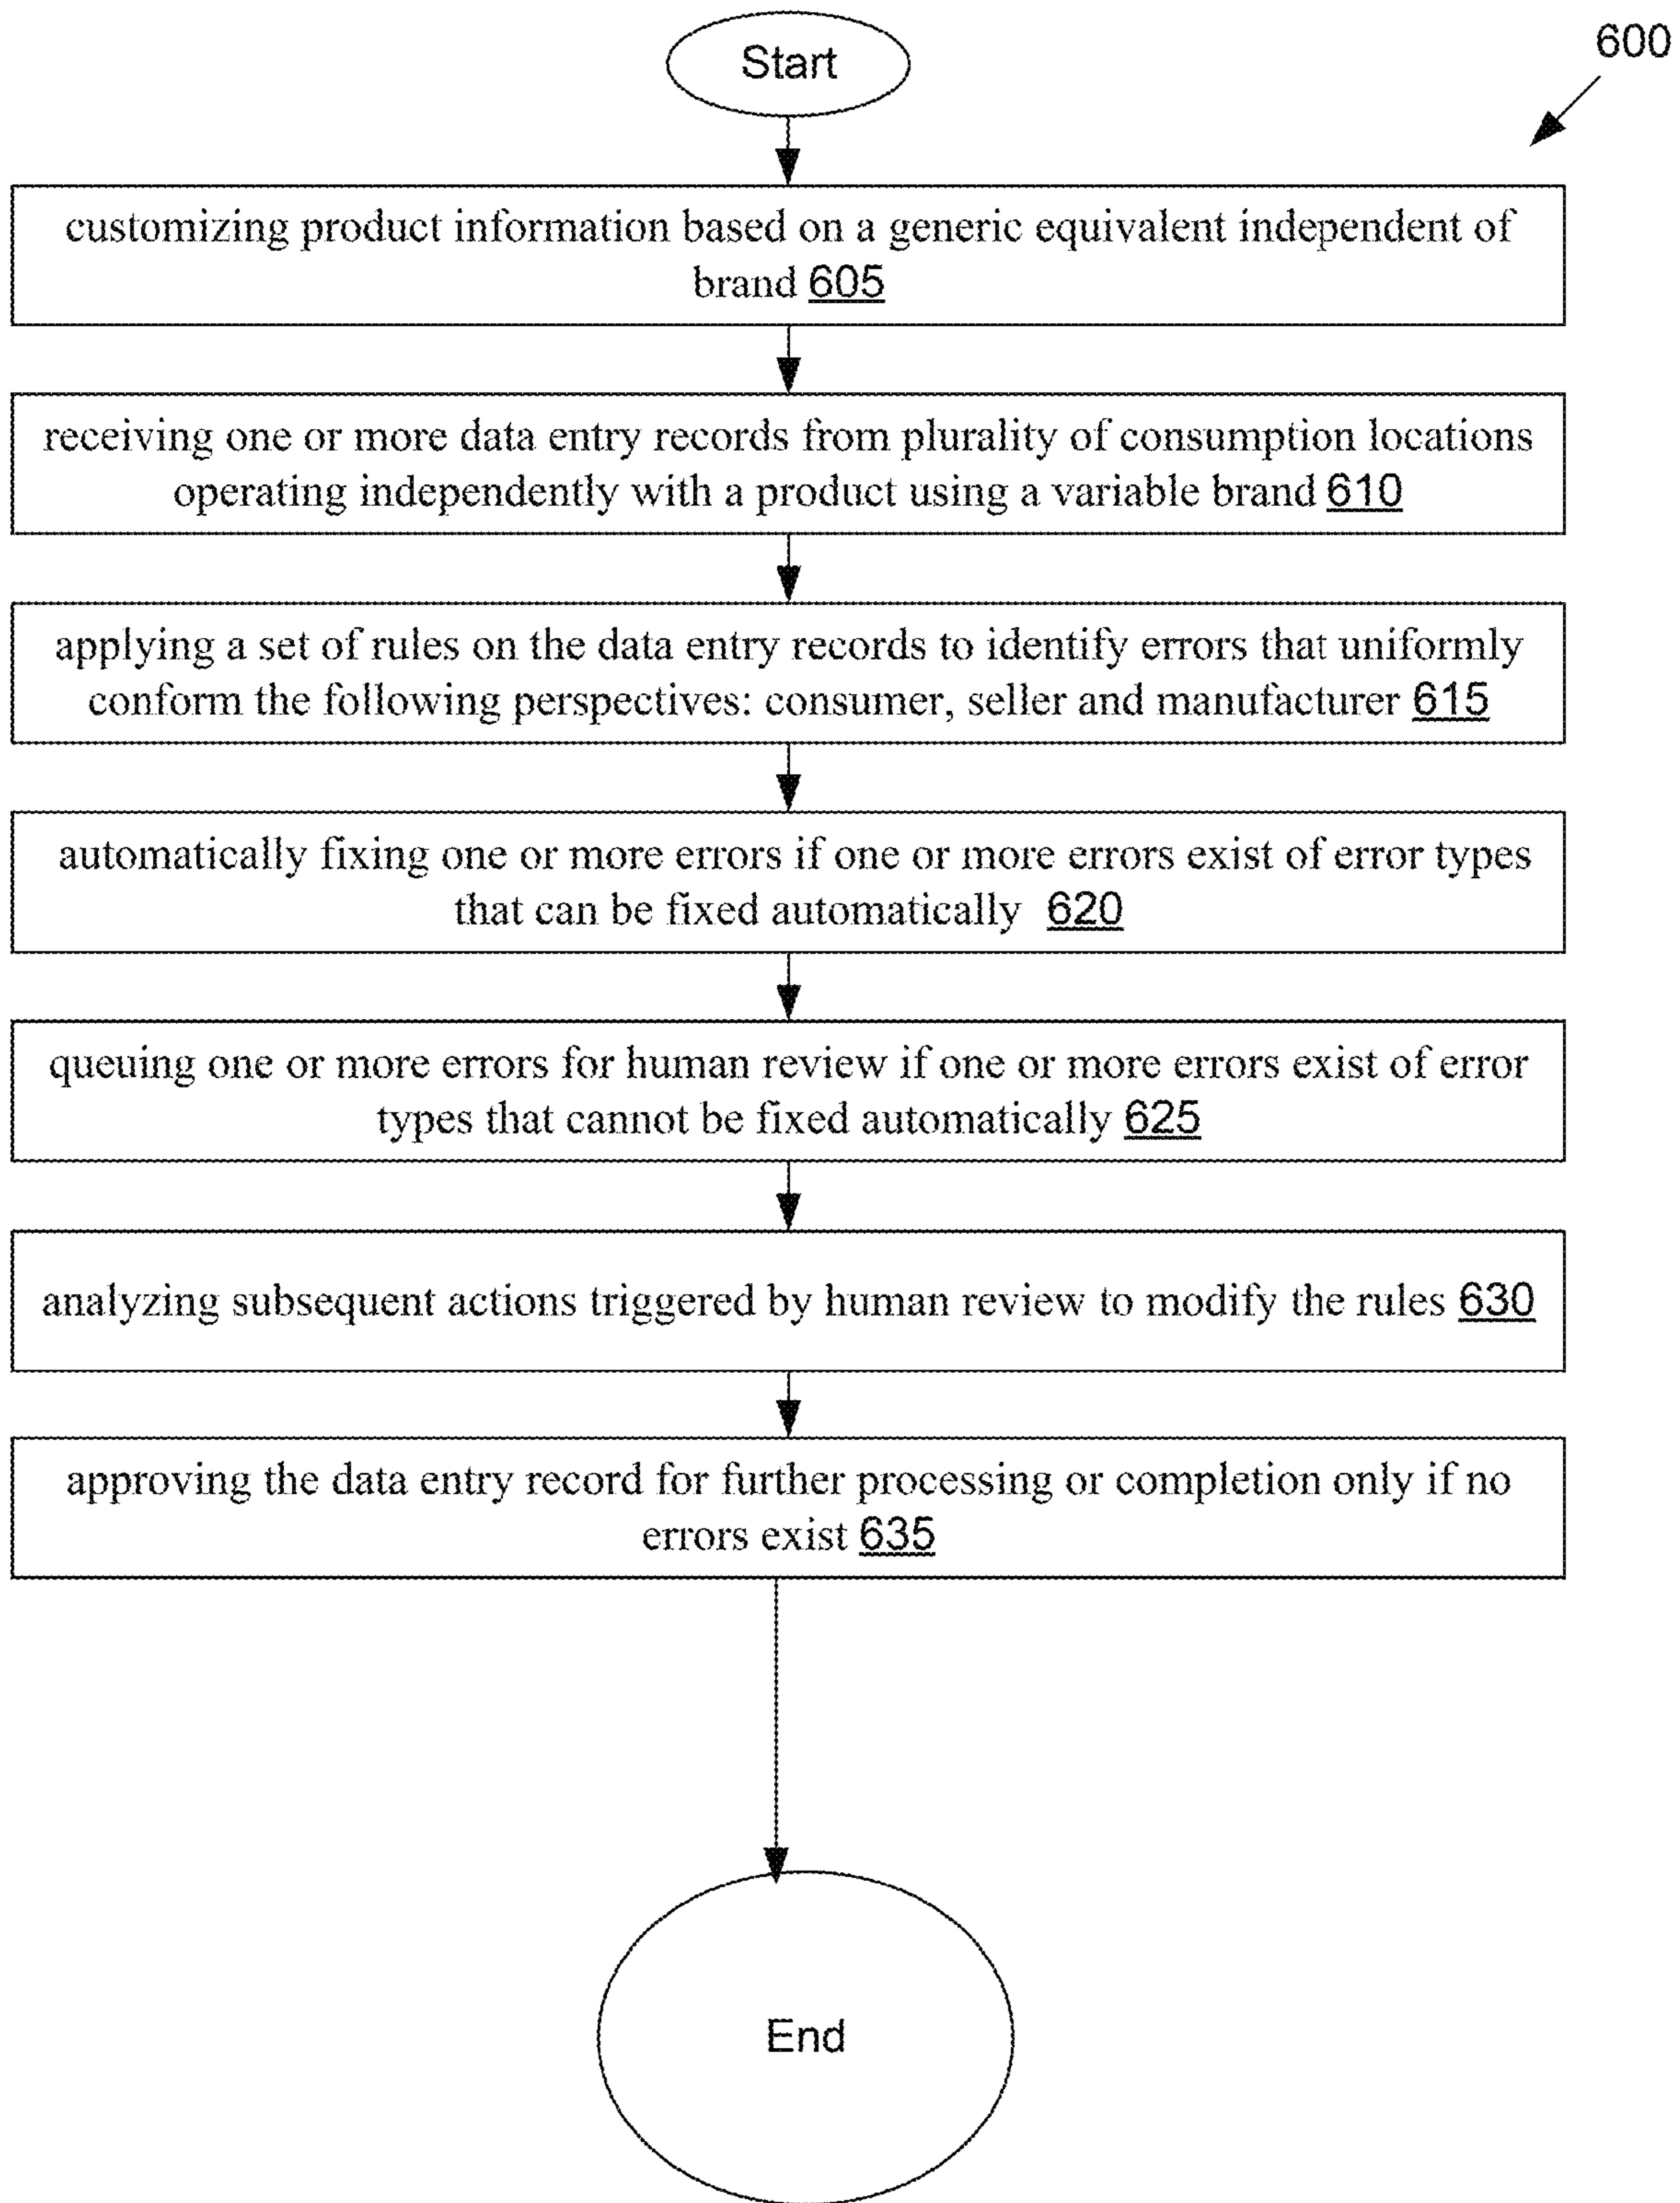 Start
600
customizing product information based on a generic equivalent independent of
brand 605
receiving one or more data entry records from plurality of consumption locations
operating independently with a product using a variable brand 610
applying a set of rules on the data entry records to identify errors that uniformly
conform the following perspectives: consumer, seller and manufacturer 615
automatically fixing one or more errors if one or more errors exist of error types
that can be fixed automatically 620
queuing one or more errors for human review if one or more errors exist of error
types that cannot be fixed automatically 625
analyzing subsequent actions triggered by human review to modify the rules 630
approving the data entry record for further processing or completion only if no
errors exist 635
End